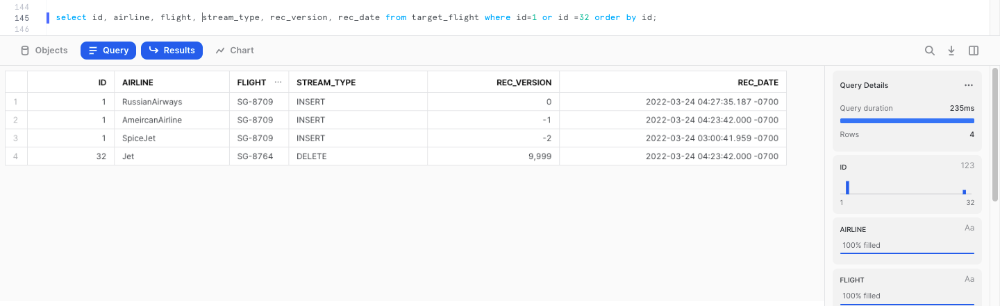 144
145 select id, airline, flight, stream_type, rec_version, rec_date from target_flight where id=1 or id =32 order by id;
146
Objects Query Results Chart
ID AIRLINE FLIGHT ... STREAM_TYPE REC_VERSION REC_DATE
1 1 RussianAirways SG-8709 INSERT 0 2022-03-24 04:27:35.187 -0700
2 1 AmeircanAirline SG-8709 INSERT -1 2022-03-24 04:23:42.000 -0700
3 1 SpiceJet SG-8709 INSERT -2 2022-03-24 03:00:41.959 -0700
4 32 Jet SG-8764 DELETE 9,999 2022-03-24 04:23:42.000 -0700
Query Details ...
Query duration 235ms
Rows 4
ID 123
1 32
AIRLINE Aa
100% filled
FLIGHT Aa
100% filled